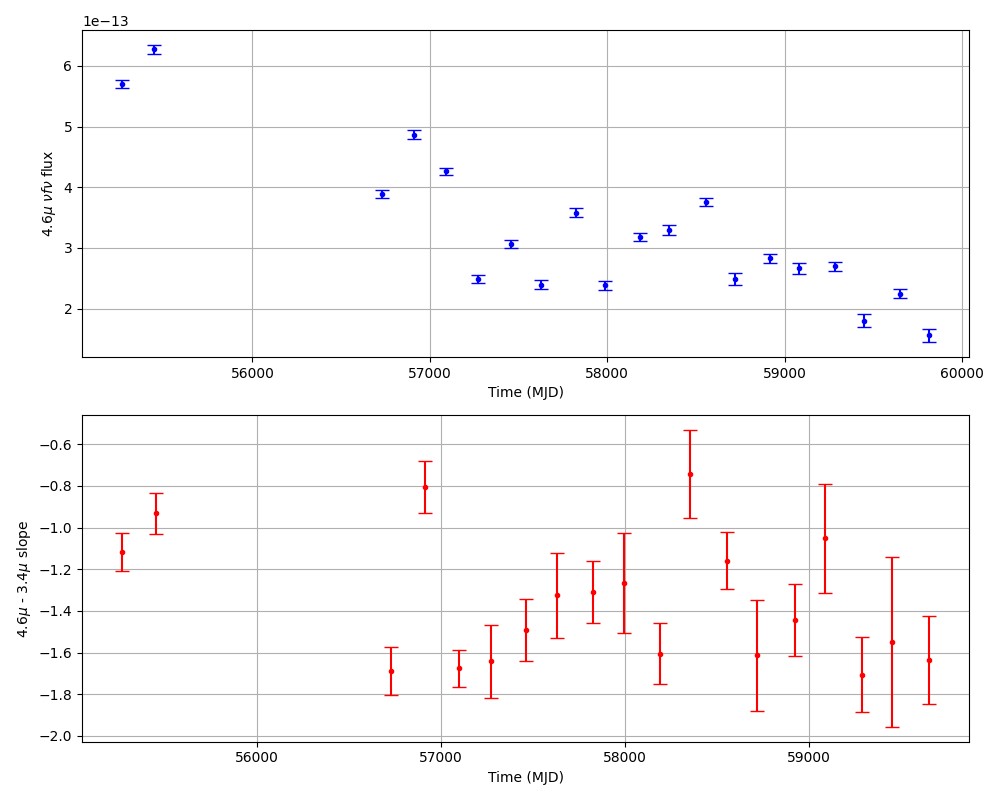 1e−13
6
5
4
3
2
4.6μ νfν flux
56000 57000 58000 59000 60000
Time (MJD)
−0.6
−0.8
−1.0
−1.2
−1.4
−1.6
−1.8
−2.0
4.6μ - 3.4μ slope
56000 57000 58000 59000
Time (MJD)